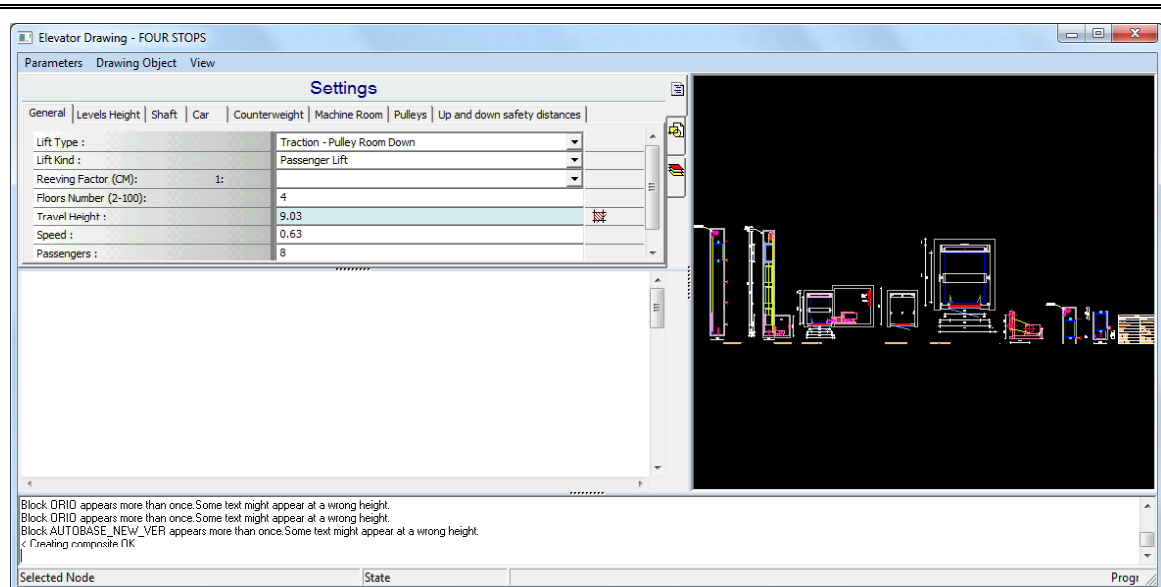 Elevator Drawing - FOUR STOPS
Parameters Drawing Object View
Settings
General Levels Height Shaft Car Counterweight Machine Room Pulleys Up and down safety distances
Lift Type : Traction - Pulley Room Down
Lift Kind : Passenger Lift
Reeving Factor (CM): 1:
Floors Number (2-100): 4
Travel Height : 9.03
Speed : 0.63
Passengers : 8
Block ORIO appears more than once.Some text might appear at a wrong height.
Block ORIO appears more than once.Some text might appear at a wrong height.
Block AUTOBASE_NEW_VER appears more than once.Some text might appear at a wrong height.
< Creating composite OK
Selected Node State Progr